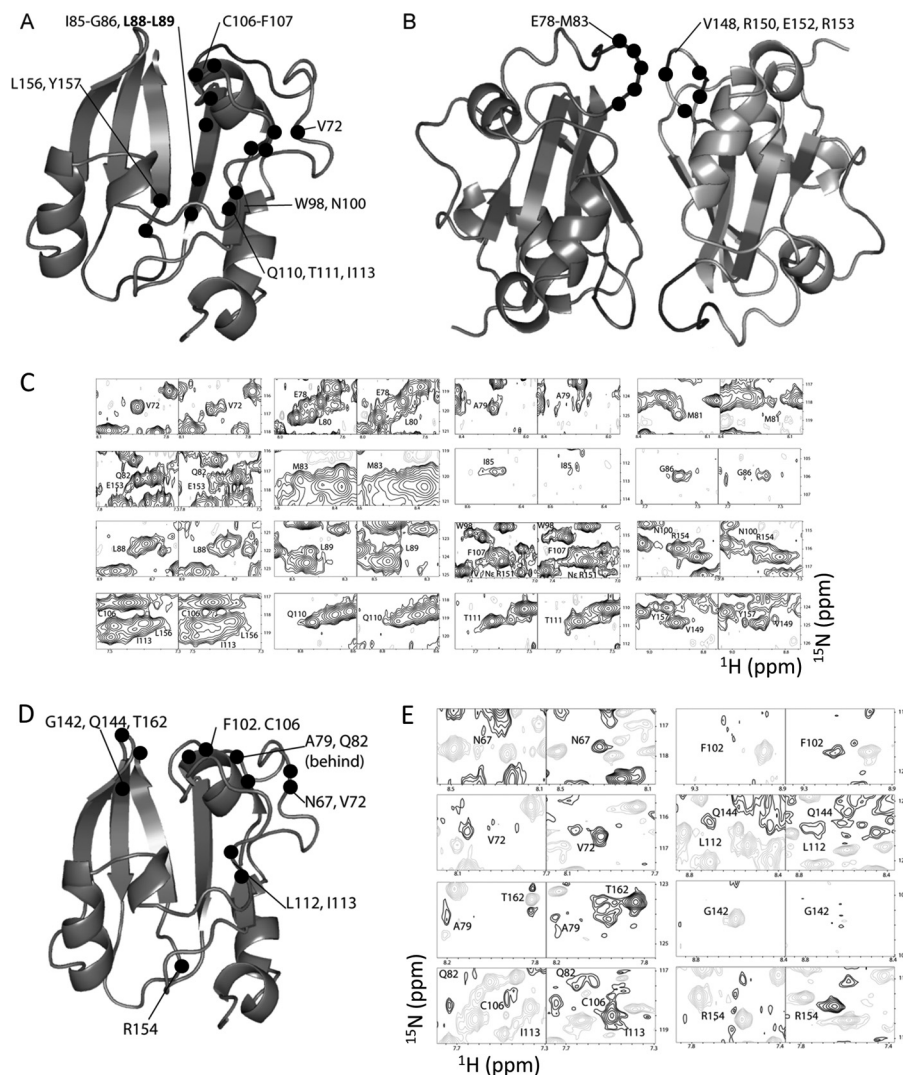 A
I85-G86, L88-L89
C106-F107
L156, Y157
V72
W98, N100
Q110, T111, I113
B
E78-M83
V148, R150, E152, R153
C
V72 V72 E78 L80 E78 L80 A79 A79 M81 M81
Q82 E153 Q82 E153 M83 M83 I85 I85 G86 G86
L88 L88 L89 L89 W98 F107 Nε R151 W98 F107 Nε R151 N100 R154 N100 R154
C106 I113 L156 C106 I113 L156 Q110 Q110 T111 T111 Y157 V149 Y157 V149
1H (ppm)
15N (ppm)
D
G142, Q144, T162
F102. C106
A79, Q82
(behind)
N67, V72
L112, I113
R154
E
N67 N67 F102 F102
V72 V72 Q144 L112 Q144 L112
A79 T162 A79 T162 G142 G142
Q82 C106 I113 Q82 C106 I113 R154 R154
15N (ppm)
1H (ppm)